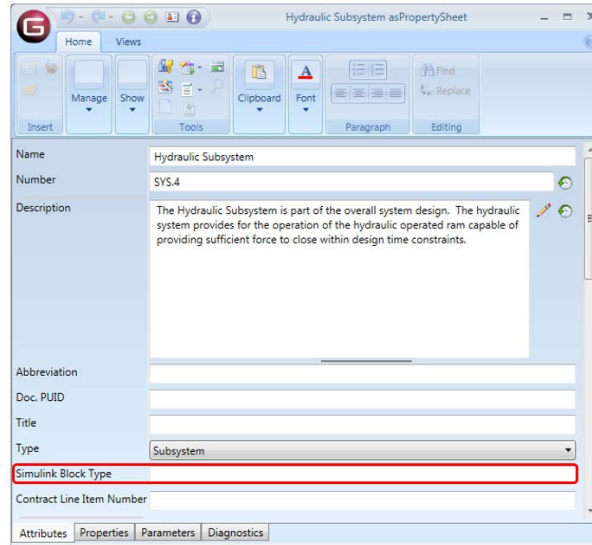 G
Hydraulic Subsystem asPropertySheet
Home Views
Manage
Show
Clipboard
A
Font
Find
Replace
Insert
Tools
Paragraph
Editing
Name
Hydraulic Subsystem
Number
SYS.4
Description
The Hydraulic Subsystem is part of the overall system design. The hydraulic
system provides for the operation of the hydraulic operated ram capable of
providing sufficient force to close within design time constraints.
Abbreviation
Doc. PUID
Title
Type
Subsystem
Simulink Block Type
Contract Line Item Number
Attributes Properties Parameters Diagnostics